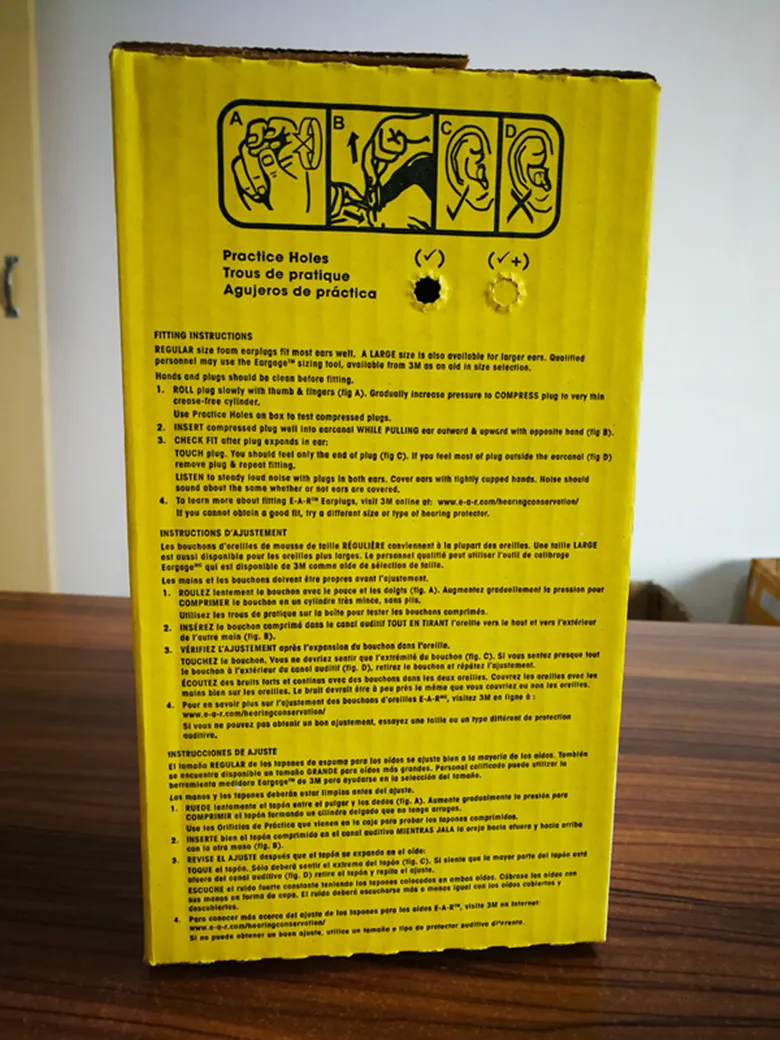 A B C D
Practice Holes (✓) (✓+)
Trous de pratique
Agujeros de práctica
FITTING INSTRUCTIONS
REGULAR size foam earplugs fit most ears well. A LARGE size is also available for larger ears. Qualified
personnel may use the Eargage™ sizing tool, available from 3M as an aid in size selection.
Hands and plugs should be clean before fitting.
1. ROLL plug slowly with thumb & fingers (fig A). Gradually increase pressure to COMPRESS plug to very thin
crease-free cylinder.
Use Practice Holes on box to test compressed plugs.
2. INSERT compressed plug well into earcanal WHILE PULLING ear outward & upward with opposite hand (fig B).
3. CHECK FIT after plug expands in ear:
TOUCH plug. You should feel only the end of plug (fig C). If you feel most of plug outside the earcanal (fig D)
remove plug & repeat fitting.
LISTEN to steady loud noise with plugs in both ears. Cover ears with tightly cupped hands. Noise should
sound about the same whether or not ears are covered.
4. To learn more about fitting E-A-R™ Earplugs, visit 3M online at: www.e-a-r.com/hearingconservation/
If you cannot obtain a good fit, try a different size or type of hearing protector.
INSTRUCTIONS D'AJUSTEMENT
Les bouchons d'oreilles de mousse de taille RÉGULIÈRE conviennent à la plupart des oreilles. Une taille LARGE
est aussi disponible pour les oreilles plus larges. Le personnel qualifié peut utiliser l'outil de calibrage
Eargage™ᶜ qui est disponible de 3M comme aide de sélection de taille.
Les mains et les bouchons doivent être propres avant l'ajustement.
1. ROULEZ lentement le bouchon avec le pouce et les doigts (fig. A). Augmentez graduellement la pression pour
COMPRIMER le bouchon en un cylindre très mince, sans plis.
Utilisez les trous de pratique sur la boîte pour tester les bouchons comprimés.
2. INSÉREZ le bouchon comprimé dans le canal auditif TOUT EN TIRANT l'oreille vers le haut et vers l'extérieur
de l'autre main (fig. B).
3. VÉRIFIEZ L'AJUSTEMENT après l'expansion du bouchon dans l'oreille.
TOUCHEZ le bouchon. Vous ne devriez sentir que l'extrémité du bouchon (fig. C). Si vous sentez presque tout
le bouchon à l'extérieur du canal auditif (fig. D), retirez le bouchon et répétez l'ajustement.
ÉCOUTEZ des bruits forts et continus avec des bouchons dans les deux oreilles. Couvrez les oreilles avec les
mains bien sur les oreilles. Le bruit devrait être à peu près le même que vous couvriez ou non les oreilles.
4. Pour en savoir plus sur l'ajustement des bouchons d'oreilles E-A-Rᴹᶜ, visitez 3M en ligne à :
www.e-a-r.com/hearingconservation/
Si vous ne pouvez pas obtenir un bon ajustement, essayez une taille ou un type différent de protection
auditive.
INSTRUCCIONES DE AJUSTE
El tamaño REGULAR de los tapones de espuma para los oídos se ajusta bien a la mayoría de los oídos. También
se encuentra disponible un tamaño GRANDE para oídos más grandes. Personal calificado puede utilizar la
herramienta medidora Eargage™ de 3M para ayudarse en la selección del tamaño.
Las manos y los tapones deberán estar limpios antes del ajuste.
1. RUEDE lentamente el tapón entre el pulgar y los dedos (fig. A). Aumente gradualmente la presión para
COMPRIMIR el tapón formando un cilindro delgado que no tenga arrugas.
Use los Orificios de Práctica que vienen en la caja para probar los tapones comprimidos.
2. INSERTE bien el tapón comprimido en el canal auditivo MIENTRAS JALA la oreja hacia afuera y hacia arriba
con la otra mano (fig. B).
3. REVISE EL AJUSTE después que el tapón se expanda en el oído:
TOQUE el tapón. Sólo deberá sentir el extremo del tapón (fig. C). Si siente que la mayor parte del tapón está
afuera del canal auditivo (fig. D) retire el tapón y repita el ajuste.
ESCUCHE el ruido fuerte constante teniendo los tapones colocados en ambos oídos. Cúbrase los oídos con
sus manos en forma de copa. El ruido deberá escucharse más o menos igual con los oídos cubiertos y
descubiertos.
4. Para conocer más acerca del ajuste de los tapones para los oídos E-A-R™, visite 3M en Internet:
www.e-a-r.com/hearingconservation/
Si no puede obtener un buen ajuste, utilice un tamaño o tipo de protector auditivo diferente.